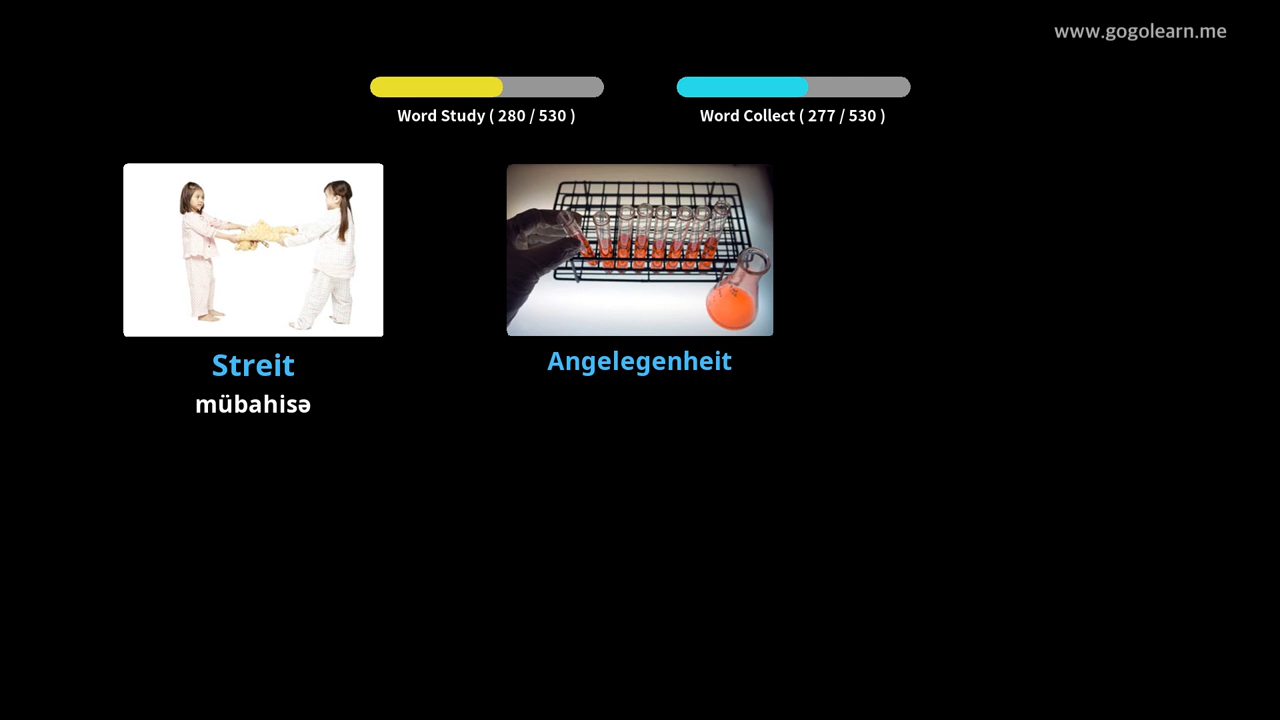 www.gogolearn.me
Word Study ( 280 / 530 )
Word Collect ( 277 / 530 )
Streit
mübahisə
Angelegenheit